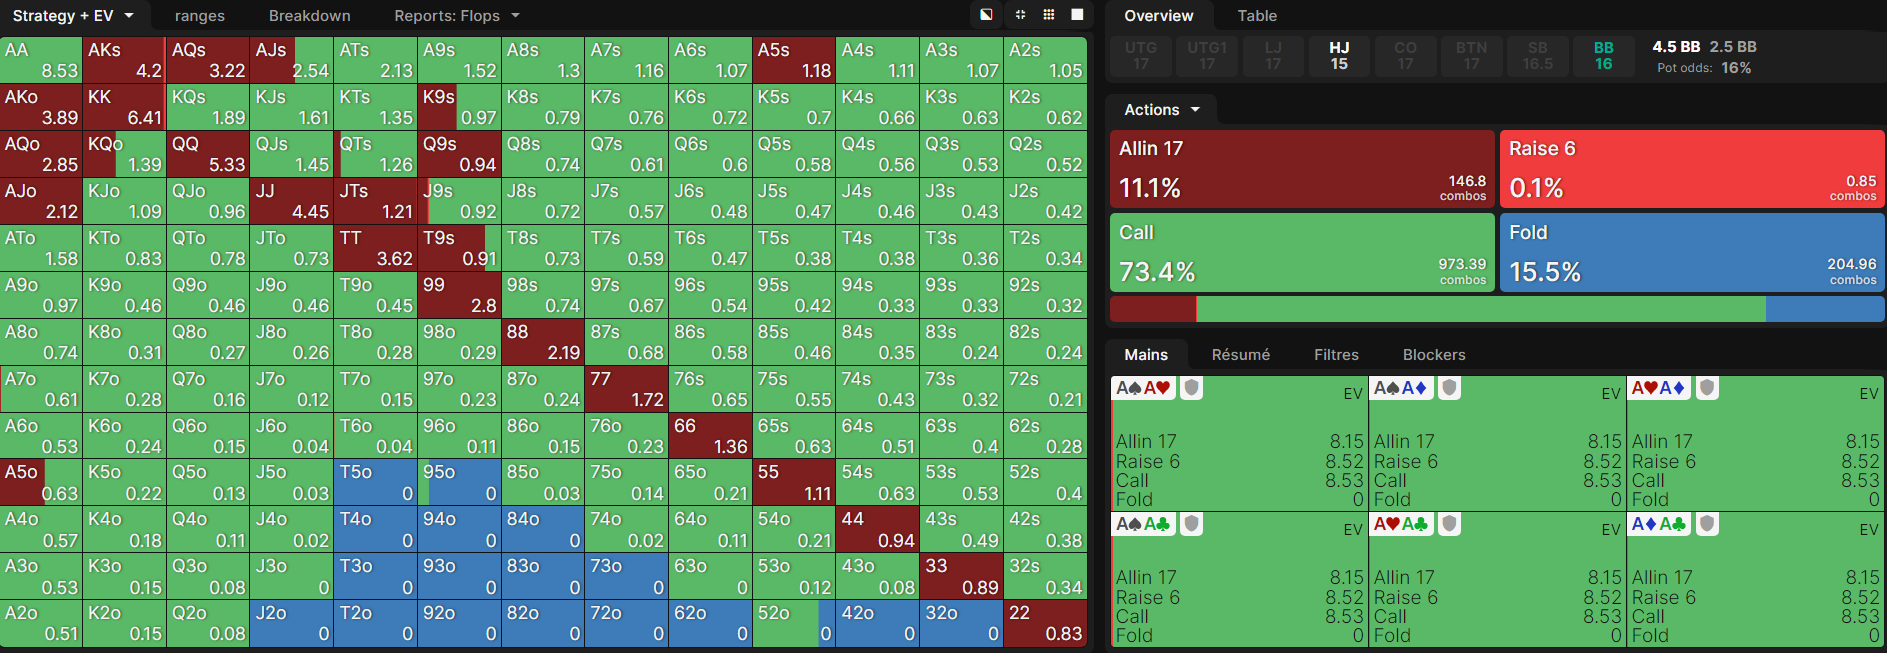 Strategy + EV ranges Breakdown Reports: Flops
AA AKs AQs AJs ATs A9s A8s A7s A6s A5s A4s A3s A2s
8.53 4.2 3.22 2.54 2.13 1.52 1.3 1.16 1.07 1.18 1.11 1.07 1.05
AKo KK KQs KJs KTs K9s K8s K7s K6s K5s K4s K3s K2s
3.89 6.41 1.89 1.61 1.35 0.97 0.79 0.76 0.72 0.7 0.66 0.63 0.62
AQo KQo QQ QJs QTs Q9s Q8s Q7s Q6s Q5s Q4s Q3s Q2s
2.85 1.39 5.33 1.45 1.26 0.94 0.74 0.61 0.6 0.58 0.56 0.53 0.52
AJo KJo QJo JJ JTs J9s J8s J7s J6s J5s J4s J3s J2s
2.12 1.09 0.96 4.45 1.21 0.92 0.72 0.57 0.48 0.47 0.46 0.43 0.42
ATo KTo QTo JTo TT T9s T8s T7s T6s T5s T4s T3s T2s
1.58 0.83 0.78 0.73 3.62 0.91 0.73 0.59 0.47 0.38 0.38 0.36 0.34
A9o K9o Q9o J9o T9o 99 98s 97s 96s 95s 94s 93s 92s
0.97 0.46 0.46 0.46 0.45 2.8 0.74 0.67 0.54 0.42 0.33 0.33 0.32
A8o K8o Q8o J8o T8o 98o 88 87s 86s 85s 84s 83s 82s
0.74 0.31 0.27 0.26 0.28 0.29 2.19 0.68 0.58 0.46 0.35 0.24 0.24
A7o K7o Q7o J7o T7o 97o 87o 77 76s 75s 74s 73s 72s
0.61 0.28 0.16 0.12 0.15 0.23 0.24 1.72 0.65 0.55 0.43 0.32 0.21
A6o K6o Q6o J6o T6o 96o 86o 76o 66 65s 64s 63s 62s
0.53 0.24 0.15 0.04 0.04 0.11 0.15 0.23 1.36 0.63 0.51 0.4 0.28
A5o K5o Q5o J5o T5o 95o 85o 75o 65o 55 54s 53s 52s
0.63 0.22 0.13 0.03 0 0 0.03 0.14 0.21 1.11 0.63 0.53 0.4
A4o K4o Q4o J4o T4o 94o 84o 74o 64o 54o 44 43s 42s
0.57 0.18 0.11 0.02 0 0 0 0.02 0.11 0.21 0.94 0.49 0.38
A3o K3o Q3o J3o T3o 93o 83o 73o 63o 53o 43o 33 32s
0.53 0.15 0.08 0 0 0 0 0 0 0.12 0.08 0.89 0.34
A2o K2o Q2o J2o T2o 92o 82o 72o 62o 52o 42o 32o 22
0.51 0.15 0.08 0 0 0 0 0 0 0 0 0 0.83
Overview Table
UTG UTG1 LJ HJ CO BTN SB BB 4.5 BB 2.5 BB
17 17 17 15 17 17 16.5 16 Pot odds: 16%
Actions
Allin 17 Raise 6
11.1% 146.8 combos 0.1% 0.85 combos
Call Fold
73.4% 973.39 combos 15.5% 204.96 combos
Mains Résumé Filtres Blockers
A♠A♥ EV A♠A♦ EV A♥A♦ EV
Allin 17 8.15 Allin 17 8.15 Allin 17 8.15
Raise 6 8.52 Raise 6 8.52 Raise 6 8.52
Call 8.53 Call 8.53 Call 8.53
Fold 0 Fold 0 Fold 0
A♠A♣ EV A♥A♣ EV A♦A♣ EV
Allin 17 8.15 Allin 17 8.15 Allin 17 8.15
Raise 6 8.52 Raise 6 8.52 Raise 6 8.52
Call 8.53 Call 8.53 Call 8.53
Fold 0 Fold 0 Fold 0